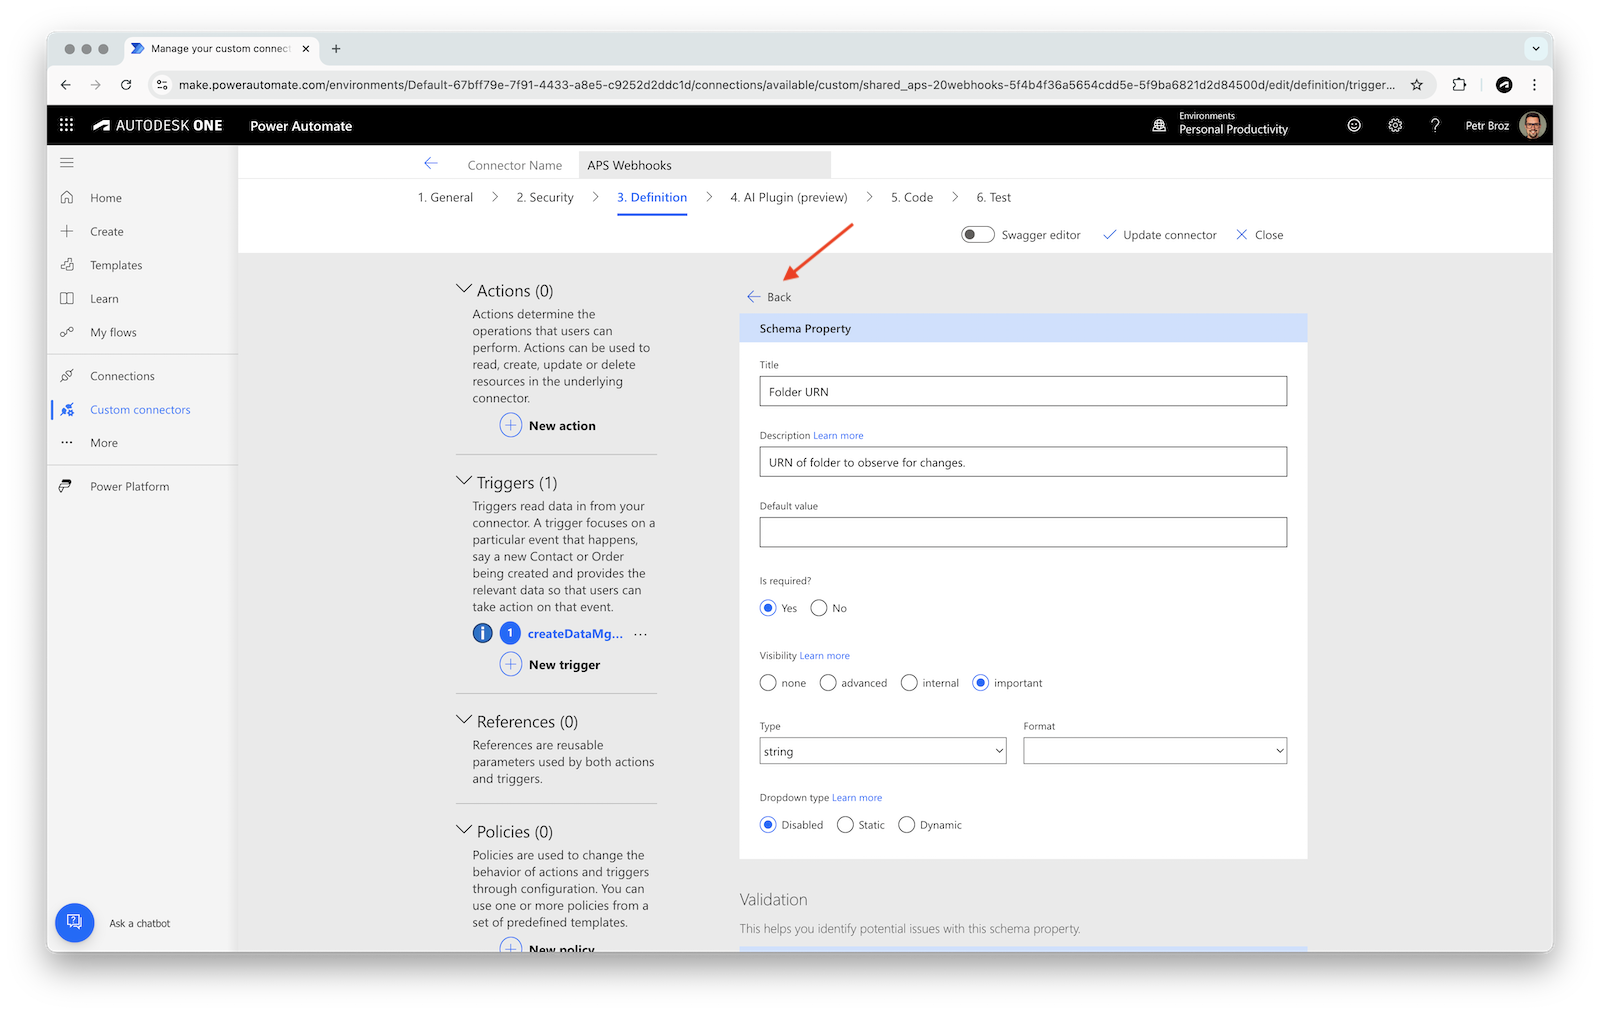 Manage your custom connect
make.powerautomate.com/environments/Default-67bff79e-7f91-4433-a8e5-c9252d2ddc1d/connections/available/custom/shared_aps-20webhooks-5f4b4f36a5654cdd5e-5f9ba6821d2d84500d/edit/definition/trigger...
AUTODESK ONE
Power Automate
Environments
Personal Productivity
?
Petr Broz
Connector Name
APS Webhooks
Home
Create
Templates
Learn
My flows
Connections
Custom connectors
More
Power Platform
Ask a chatbot
1. General
2. Security
3. Definition
4. AI Plugin (preview)
5. Code
6. Test
Swagger editor
Update connector
Close
Actions (0)
Actions determine the
operations that users can
perform. Actions can be used to
read, create, update or delete
resources in the underlying
connector.
New action
Triggers (1)
Triggers read data in from your
connector. A trigger focuses on a
particular event that happens,
say a new Contact or Order
being created and provides the
relevant data so that users can
take action on that event.
i 1 createDataMg... ...
New trigger
References (0)
References are reusable
parameters used by both actions
and triggers.
Policies (0)
Policies are used to change the
behavior of actions and triggers
through configuration. You can
use one or more policies from a
set of predefined templates.
New policy
Back
Schema Property
Title
Folder URN
Description Learn more
URN of folder to observe for changes.
Default value
Is required?
Yes No
Visibility Learn more
none advanced internal important
Type Format
string
Dropdown type Learn more
Disabled Static Dynamic
Validation
This helps you identify potential issues with this schema property.